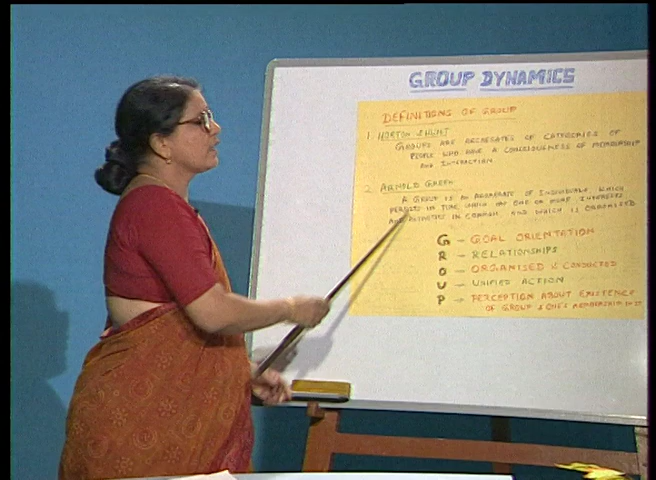 GROUP DYNAMICS
DEFINITIONS OF GROUP
1. HORTON & HUNT
GROUPS ARE AGGREGATES OF CATEGORIES OF
PEOPLE WHO HAVE A CONSCIOUSNESS OF MEMBERSHIP
AND INTERACTION
2. ARNOLD GREEN
A GROUP IS AN AGGREGATE OF INDIVIDUALS WHICH
PERSISTS IN TIME, WHICH HAS ONE OR MORE INTERESTS
AND ACTIVITIES IN COMMON AND WHICH IS ORGANISED
G - GOAL ORIENTATION
R - RELATIONSHIPS
O - ORGANISED & CONDUCTED
U - UNIFIED ACTION
P - PERCEPTION ABOUT EXISTENCE
OF GROUP & ONE'S MEMBERSHIP IN IT